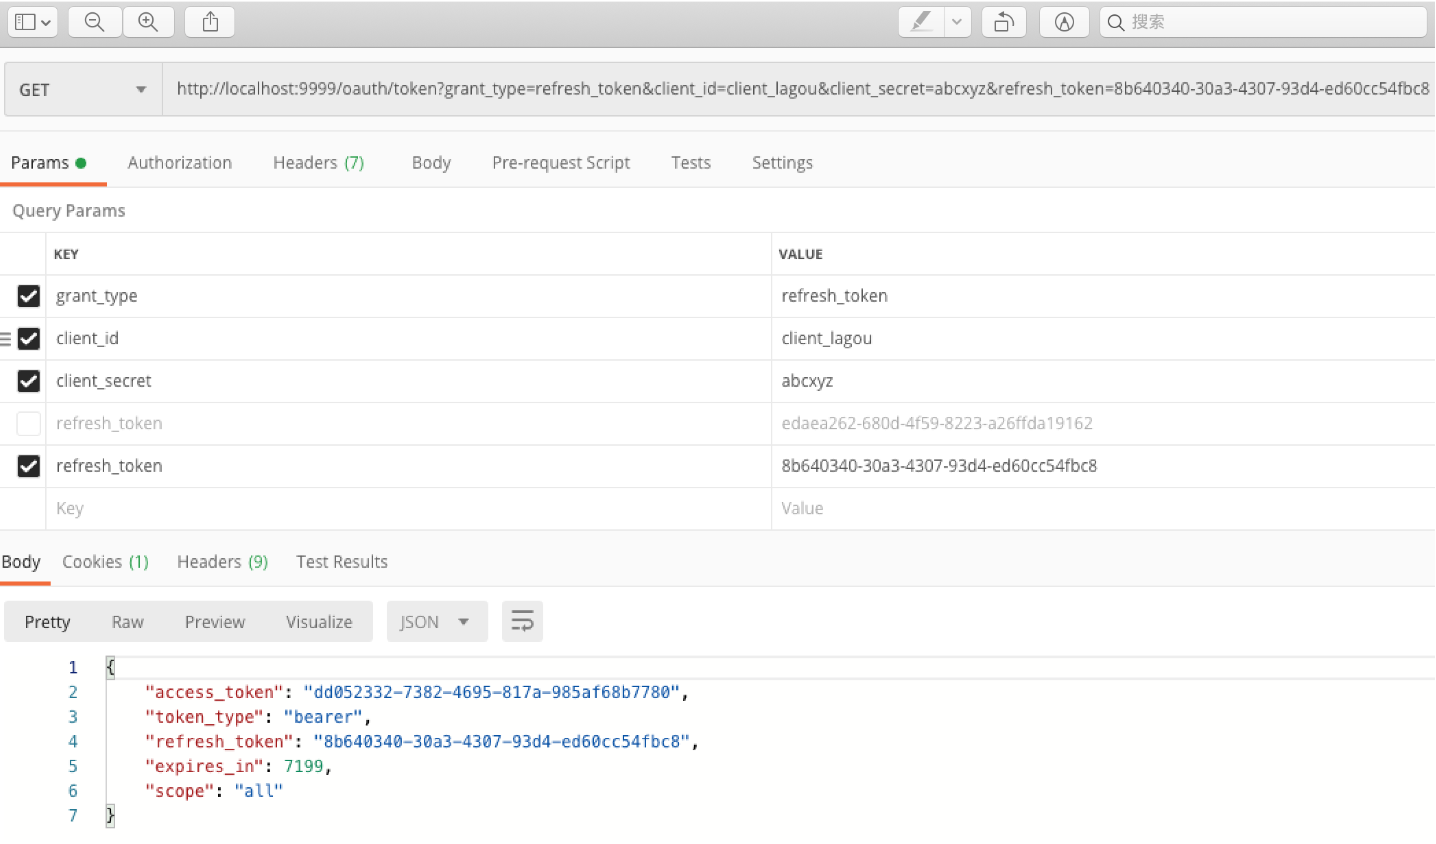 搜索
GET http://localhost:9999/oauth/token?grant_type=refresh_token&client_id=client_lagou&client_secret=abcxyz&refresh_token=8b640340-30a3-4307-93d4-ed60cc54fbc8
Params Authorization Headers (7) Body Pre-request Script Tests Settings
Query Params
KEY VALUE
grant_type refresh_token
client_id client_lagou
client_secret abcxyz
refresh_token edaea262-680d-4f59-8223-a26ffda19162
refresh_token 8b640340-30a3-4307-93d4-ed60cc54fbc8
Key Value
Body Cookies (1) Headers (9) Test Results
Pretty Raw Preview Visualize JSON
1 {
2 "access_token": "dd052332-7382-4695-817a-985af68b7780",
3 "token_type": "bearer",
4 "refresh_token": "8b640340-30a3-4307-93d4-ed60cc54fbc8",
5 "expires_in": 7199,
6 "scope": "all"
7 }